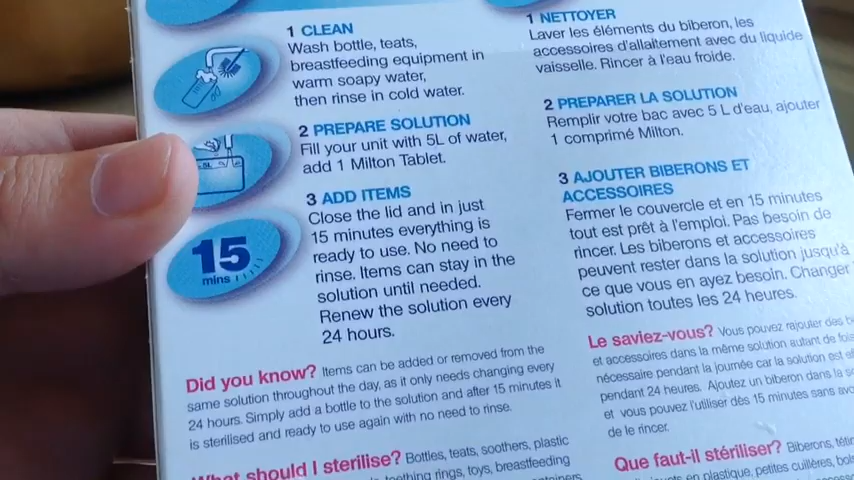 1 CLEAN
Wash bottle, teats,
breastfeeding equipment in
warm soapy water,
then rinse in cold water.
2 PREPARE SOLUTION
Fill your unit with 5L of water,
add 1 Milton Tablet.
5L
3 ADD ITEMS
Close the lid and in just
15 minutes everything is
ready to use. No need to
rinse. Items can stay in the
solution until needed.
Renew the solution every
24 hours.
15
mins
Did you know? Items can be added or removed from the
same solution throughout the day, as it only needs changing every
24 hours. Simply add a bottle to the solution and after 15 minutes it
is sterilised and ready to use again with no need to rinse.
What should I sterilise? Bottles, teats, soothers, plastic
teething rings, toys, breastfeeding
1 NETTOYER
Laver les éléments du biberon, les
accessoires d'allaitement avec du liquide
vaisselle. Rincer à l'eau froide.
2 PREPARER LA SOLUTION
Remplir votre bac avec 5 L d'eau, ajouter
1 comprimé Milton.
3 AJOUTER BIBERONS ET
ACCESSOIRES
Fermer le couvercle et en 15 minutes
tout est prêt à l'emploi. Pas besoin de
rincer. Les biberons et accessoires
peuvent rester dans la solution jusqu'à
ce que vous en ayez besoin. Changer
solution toutes les 24 heures.
Le saviez-vous? Vous pouvez rajouter des
et accessoires dans la même solution autant de fois
nécessaire pendant la journée car la solution est
pendant 24 heures. Ajoutez un biberon dans la
et vous pouvez l'utiliser dès 15 minutes sans
de le rincer.
Que faut-il stériliser? Biberons,
en plastique, petites cuillères,